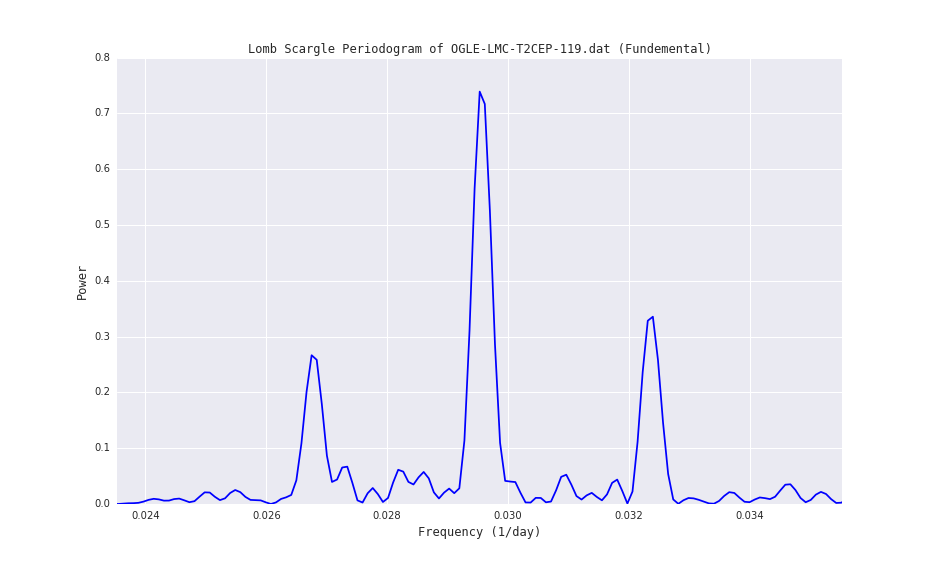 Lomb Scargle Periodogram of OGLE-LMC-T2CEP-119.dat (Fundemental)
0.8
0.7
0.6
0.5
0.4
0.3
0.2
0.1
0.0
Power
0.024 0.026 0.028 0.030 0.032 0.034
Frequency (1/day)